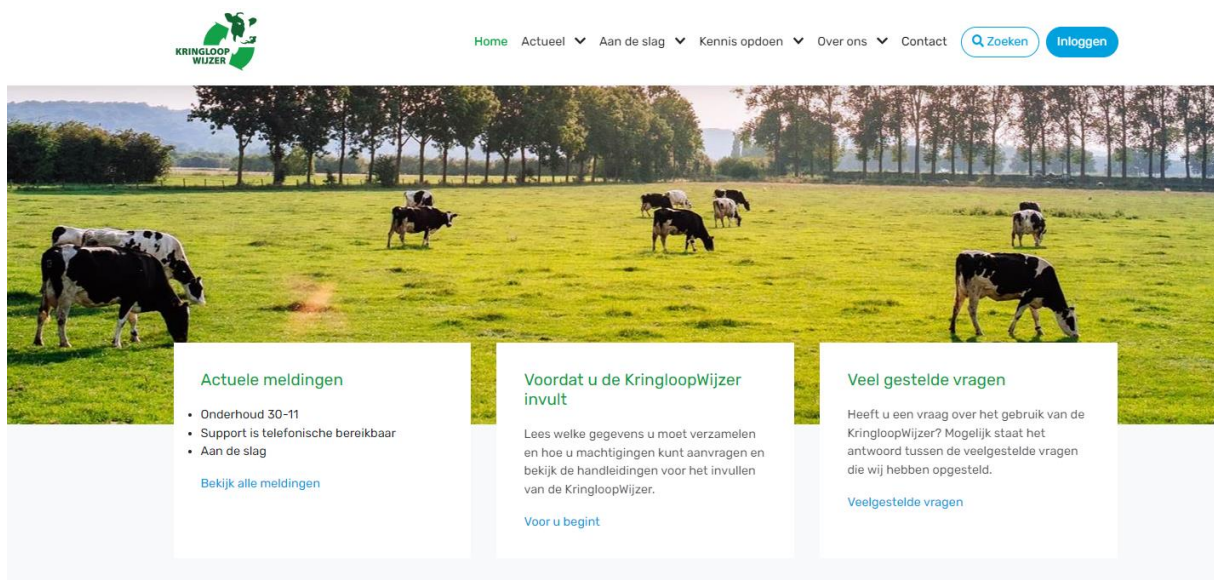 KRINGLOOP
WIJZER
Home Actueel Aan de slag Kennis opdoen Over ons Contact Zoeken Inloggen
Actuele meldingen
Onderhoud 30-11
Support is telefonische bereikbaar
Aan de slag
Bekijk alle meldingen
Voordat u de KringloopWijzer
invult
Lees welke gegevens u moet verzamelen
en hoe u machtigingen kunt aanvragen en
bekijk de handleidingen voor het invullen
van de KringloopWijzer.
Voor u begint
Veel gestelde vragen
Heeft u een vraag over het gebruik van de
KringloopWijzer? Mogelijk staat het
antwoord tussen de veelgestelde vragen
die wij hebben opgesteld.
Veelgestelde vragen